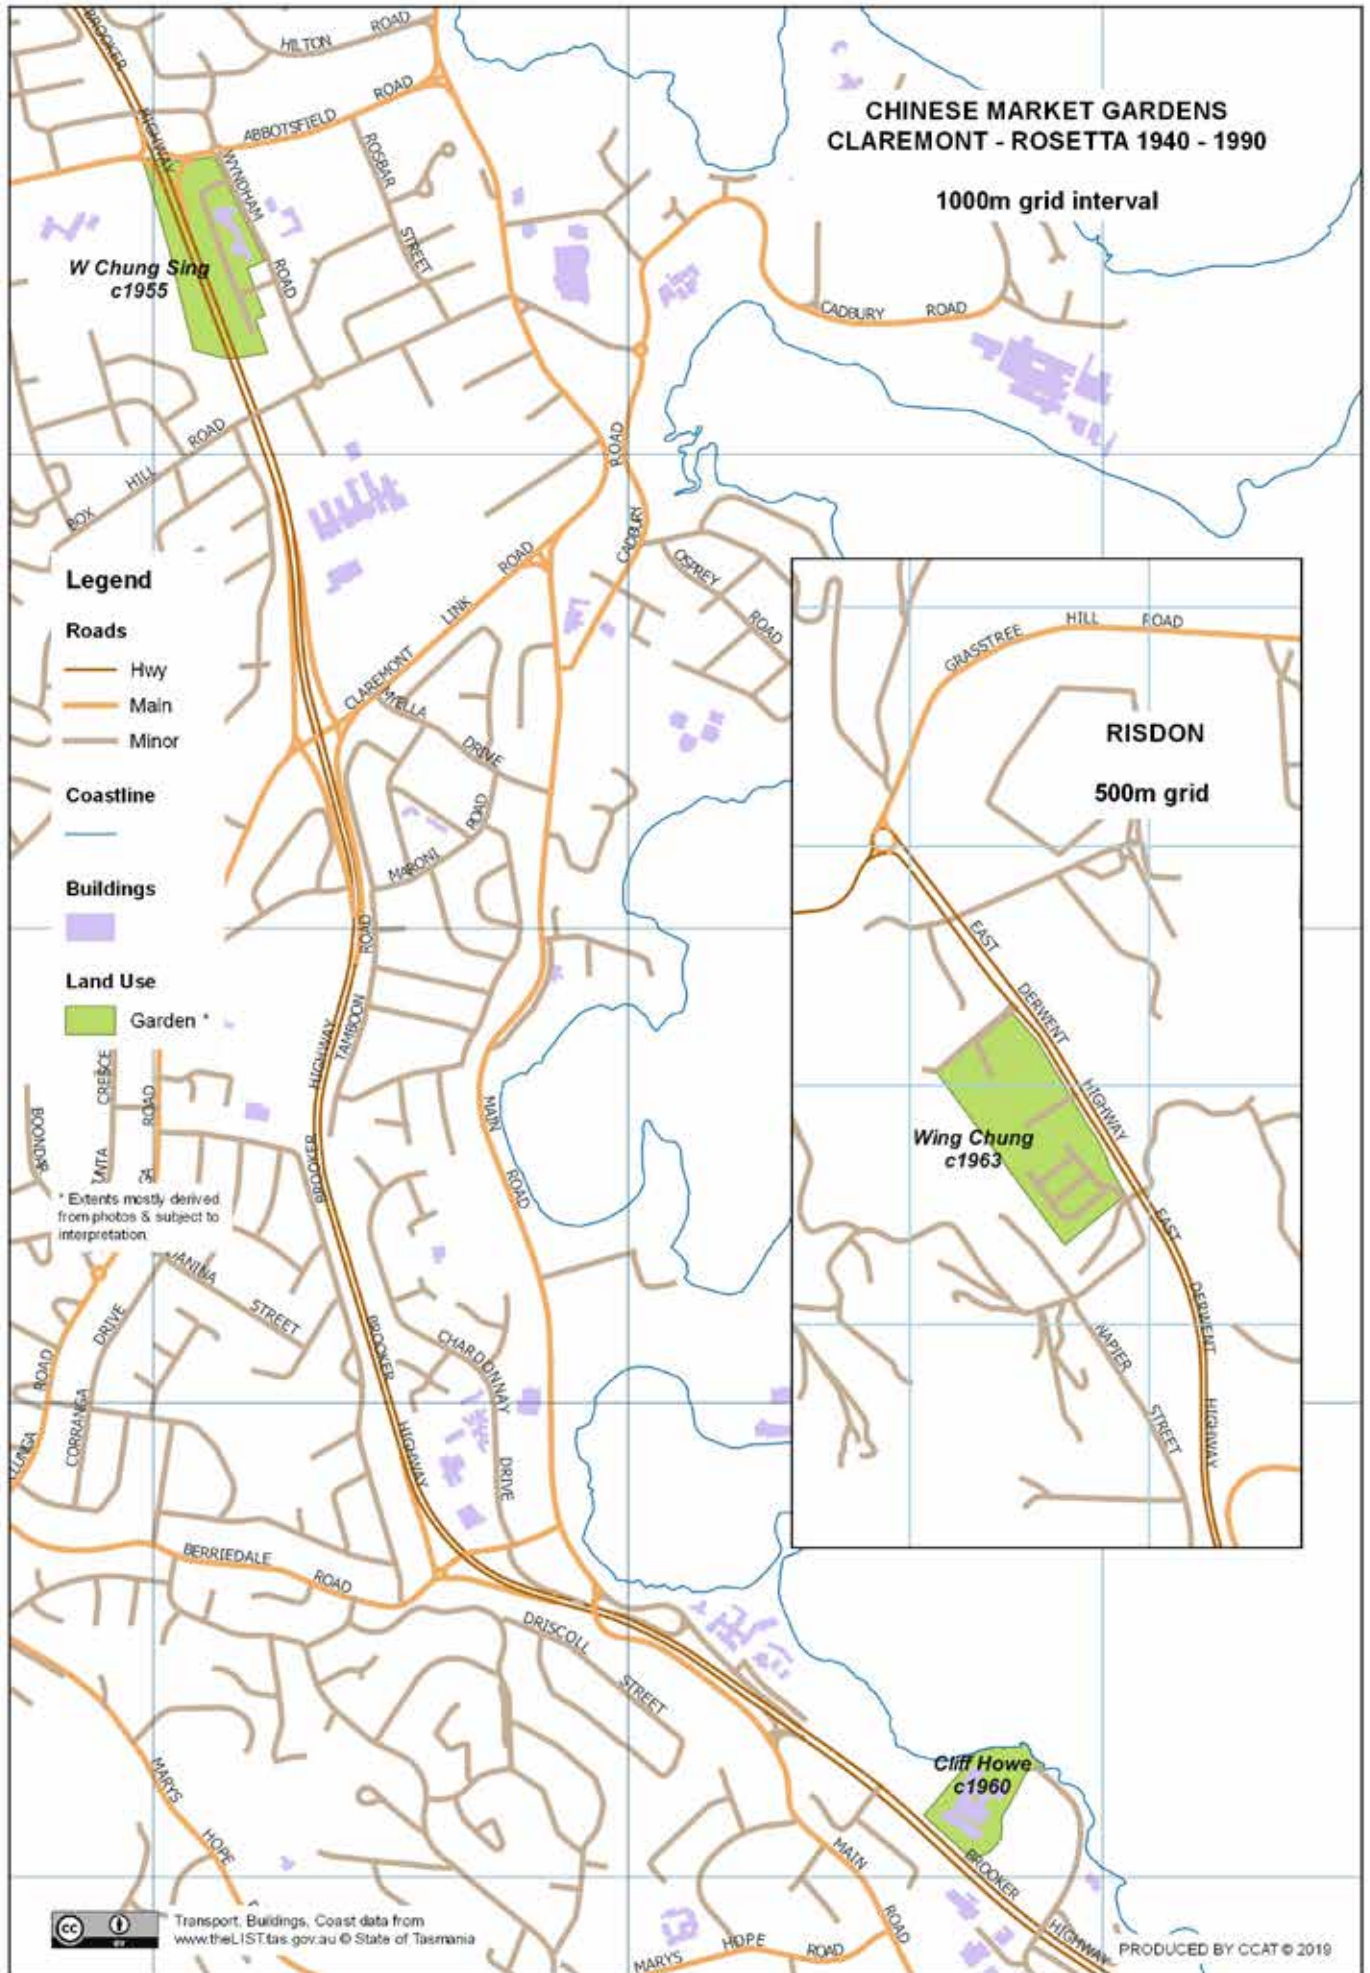 BROOKER
HILTON
ROAD
CHINESE MARKET GARDENS
CLAREMONT - ROSETTA 1940 - 1990
1000m grid interval
HIGHWAY
ABBOTSFIELD
ROAD
WYNDHAM
ROAD
ROSBAR
STREET
W Chung Sing
c1955
CADBURY
ROAD
BOX
HILL
ROAD
ROAD
CADBURY
OSPREY
ROAD
CLAREMONT
LINK
ROAD
Legend
Roads
Hwy
Main
Minor
Coastline
Buildings
Land Use
Garden *
* Extents mostly derived
from photos & subject to
interpretation.
DRIVE
MARONI
ROAD
ROAD
TAMBOON
HIGHWAY
BROOKER
MAIN
ROAD
GRASSTREE
HILL
ROAD
RISDON
500m grid
EAST
DERWENT
HIGHWAY
Wing Chung
c1963
EAST
DERWENT
HIGHWAY
NAPIER
STREET
CRESCE
ROAD
BOONDAR
STREET
DRIVE
CORRANGA
ROAD
BROOKER
HIGHWAY
CHARDONNAY
DRIVE
BERRIEDALE
ROAD
DRISCOLL
STREET
MARYS
HOPE
Cliff Howe
c1960
MAIN
ROAD
BROOKER
HIGHWAY
MARYS
HOPE
ROAD
cc
BY
Transport, Buildings, Coast data from
www.theLIST.tas.gov.au © State of Tasmania
PRODUCED BY CCAT © 2019